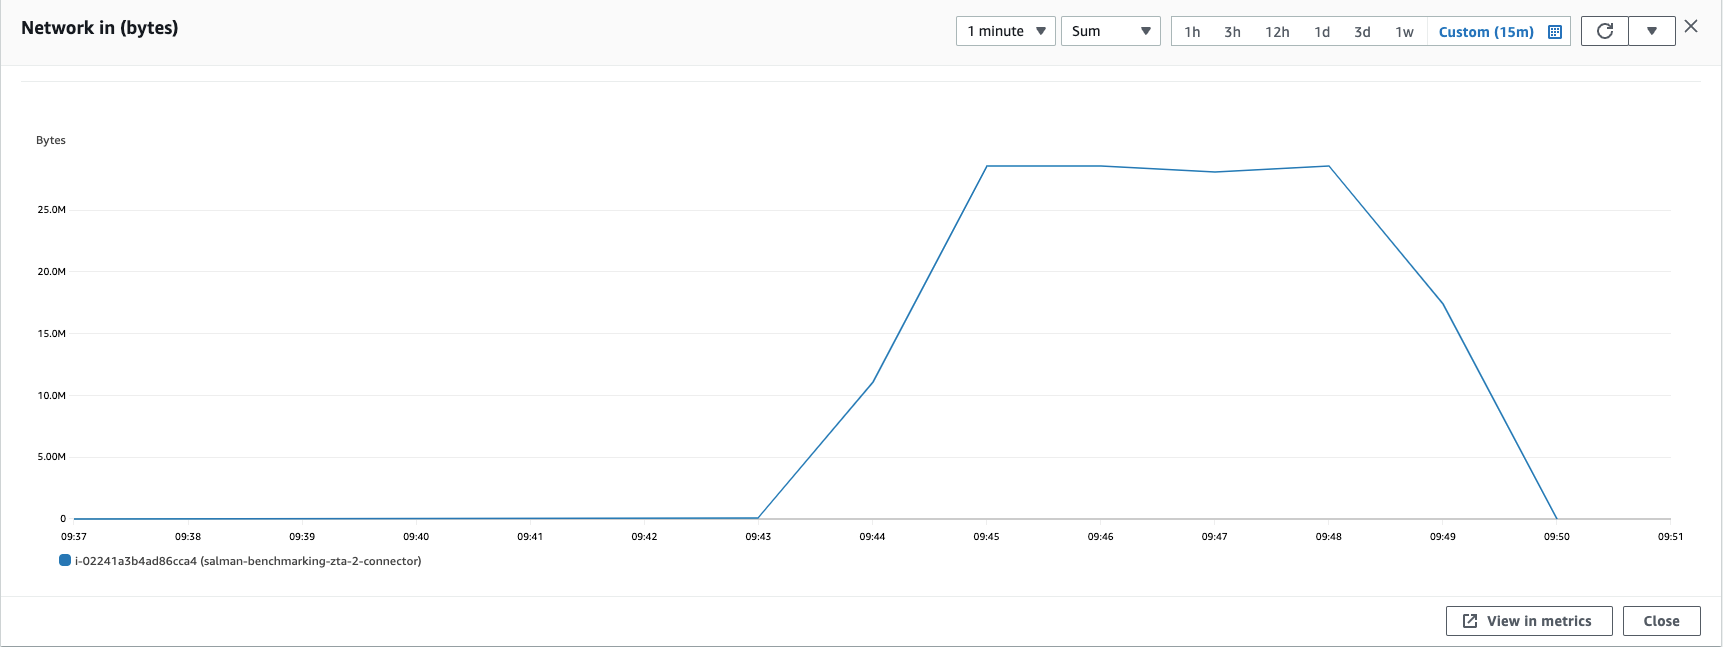 Network in (bytes)
1 minute
Sum
1h 3h 12h 1d 3d 1w Custom (15m)
Bytes
25.0M
20.0M
15.0M
10.0M
5.00M
0
09:37 09:38 09:39 09:40 09:41 09:42 09:43 09:44 09:45 09:46 09:47 09:48 09:49 09:50 09:51
i-02241a3b4ad86cca4 (salman-benchmarking-zta-2-connector)
View in metrics
Close